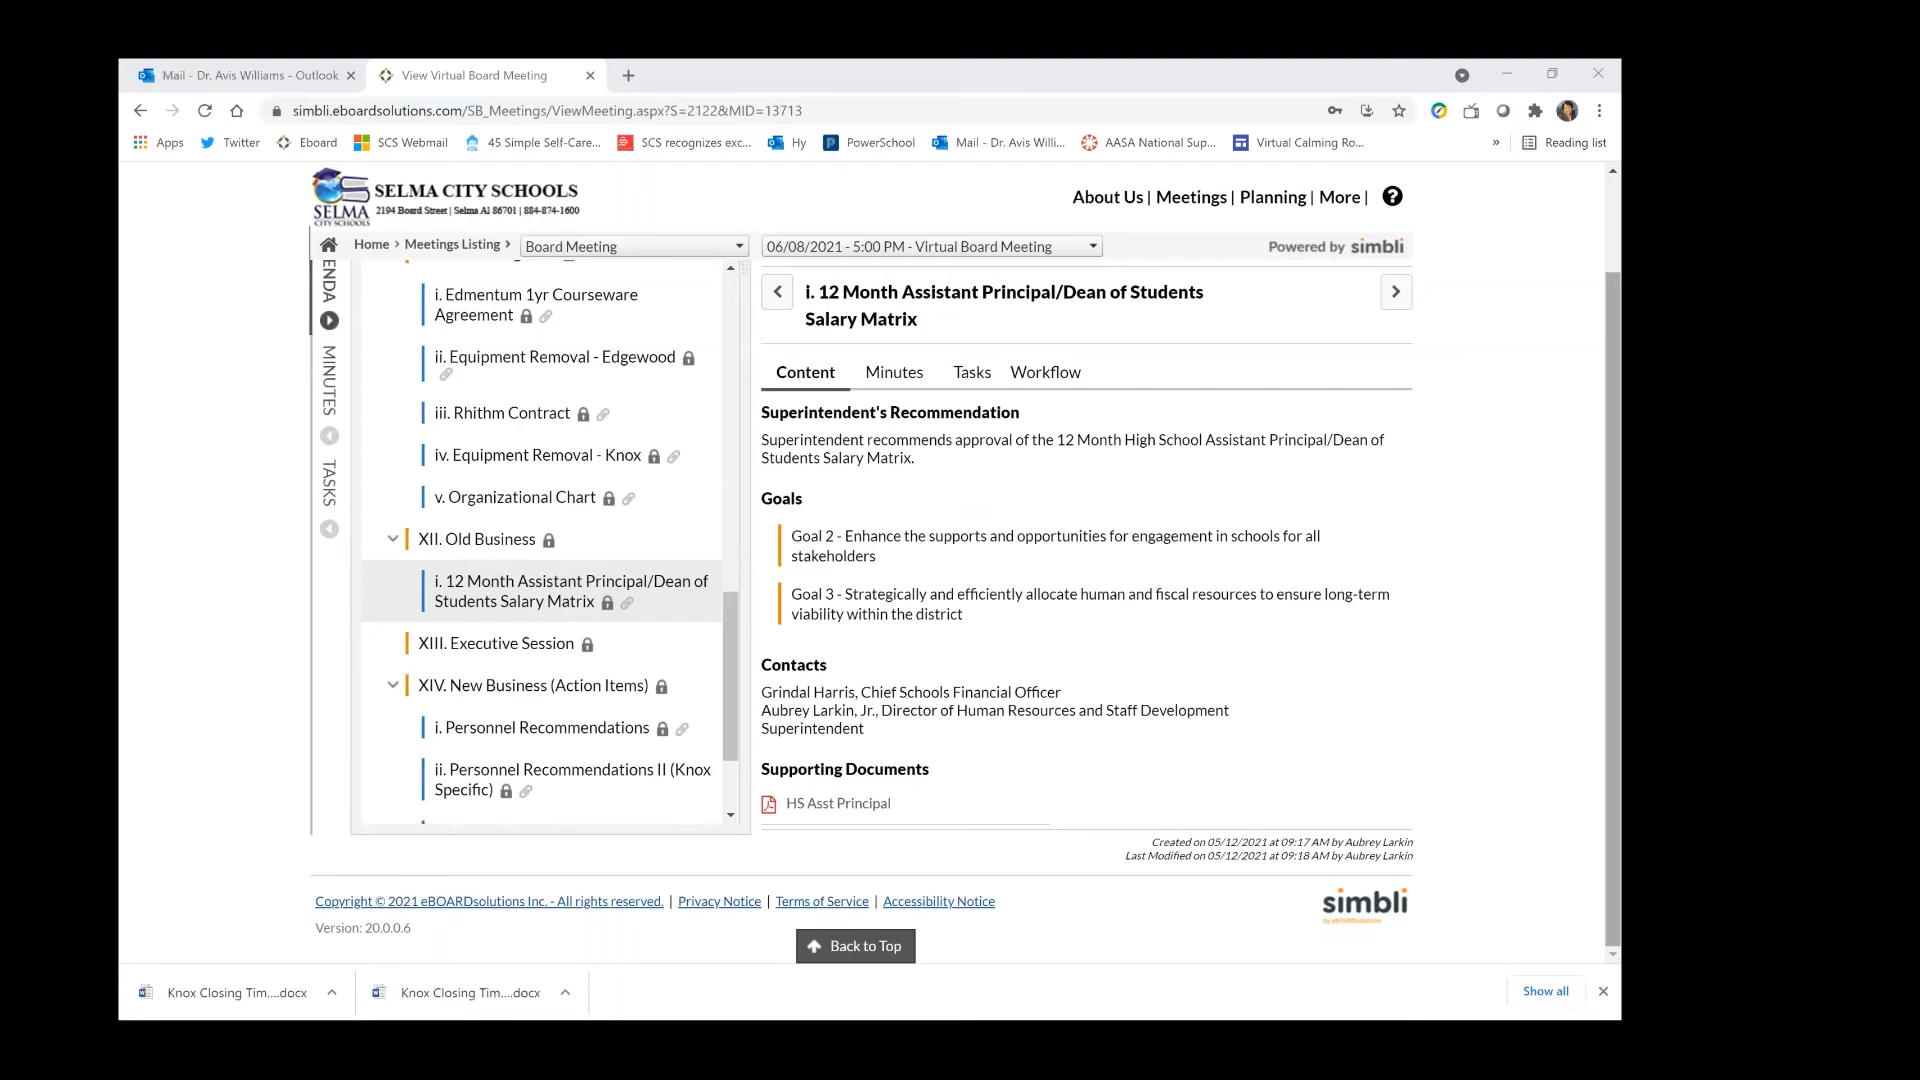 Mail - Dr. Avis Williams - Outlook
View Virtual Board Meeting
simbli.eboardsolutions.com/SB_Meetings/ViewMeeting.aspx?S=2122&MID=13713
Apps Twitter Eboard SCS Webmail 45 Simple Self-Care... SCS recognizes exc... Hy PowerSchool Mail - Dr. Avis Willi... AASA National Sup... Virtual Calming Ro... » Reading list
SELMA CITY SCHOOLS
2194 Board Street | Selma Al 36701 | 884-874-1600
SELMA
CITY SCHOOLS
About Us | Meetings | Planning | More | ?
Home › Meetings Listing › Board Meeting 06/08/2021 - 5:00 PM - Virtual Board Meeting Powered by simbli
ENDA
MINUTES
TASKS
i. Edmentum 1yr Courseware
Agreement
ii. Equipment Removal - Edgewood
iii. Rhithm Contract
iv. Equipment Removal - Knox
v. Organizational Chart
XII. Old Business
i. 12 Month Assistant Principal/Dean of
Students Salary Matrix
XIII. Executive Session
XIV. New Business (Action Items)
i. Personnel Recommendations
ii. Personnel Recommendations II (Knox
Specific)
i. 12 Month Assistant Principal/Dean of Students
Salary Matrix
Content Minutes Tasks Workflow
Superintendent's Recommendation
Superintendent recommends approval of the 12 Month High School Assistant Principal/Dean of
Students Salary Matrix.
Goals
Goal 2 - Enhance the supports and opportunities for engagement in schools for all
stakeholders
Goal 3 - Strategically and efficiently allocate human and fiscal resources to ensure long-term
viability within the district
Contacts
Grindal Harris, Chief Schools Financial Officer
Aubrey Larkin, Jr., Director of Human Resources and Staff Development
Superintendent
Supporting Documents
HS Asst Principal
Created on 05/12/2021 at 09:17 AM by Aubrey Larkin
Last Modified on 05/12/2021 at 09:18 AM by Aubrey Larkin
Copyright © 2021 eBOARDsolutions Inc. - All rights reserved. | Privacy Notice | Terms of Service | Accessibility Notice
simbli
by eBOARDsolutions
Version: 20.0.0.6
Back to Top
Knox Closing Tim....docx
Knox Closing Tim....docx
Show all